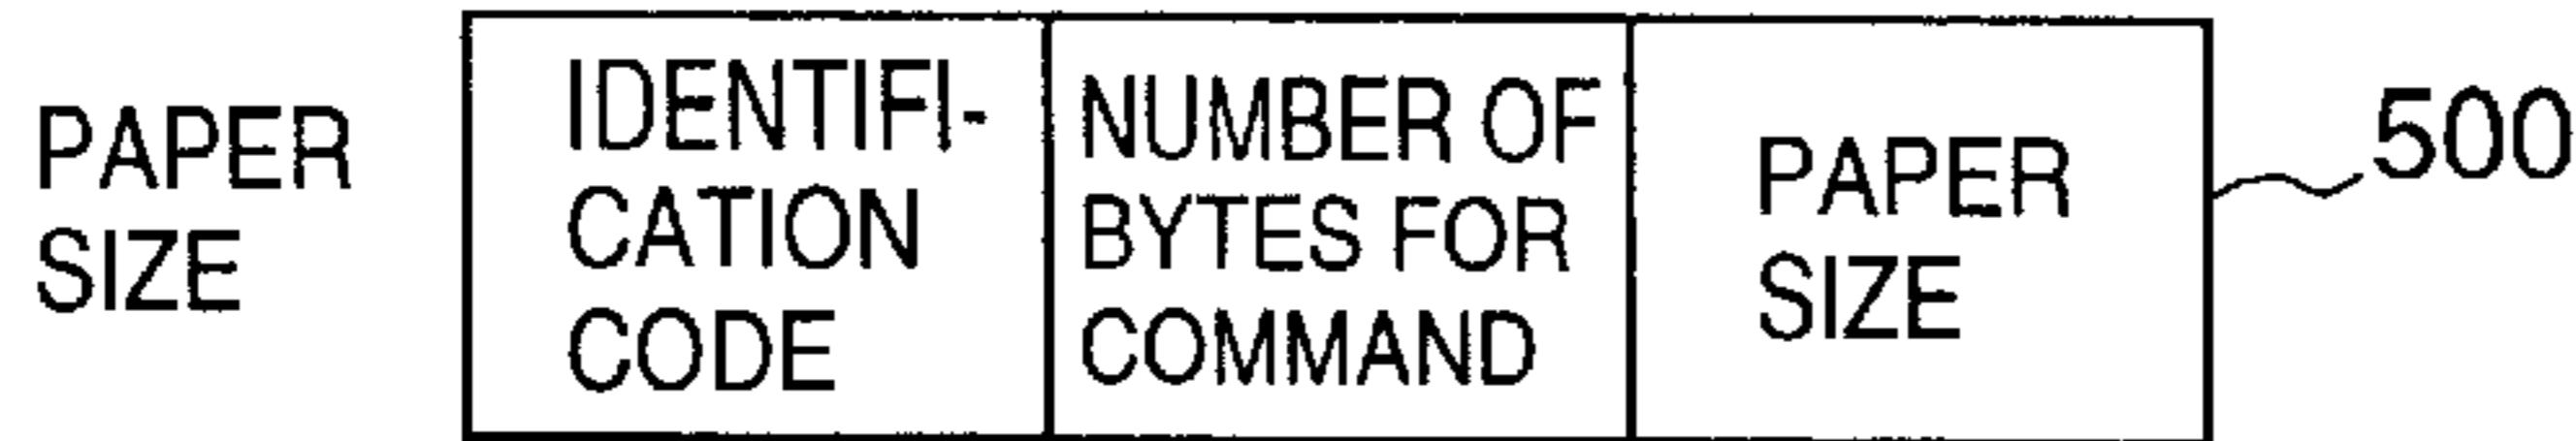 PAPER
SIZE
IDENTIFI-
CATION
CODE
NUMBER OF
BYTES FOR
COMMAND
PAPER
SIZE
500